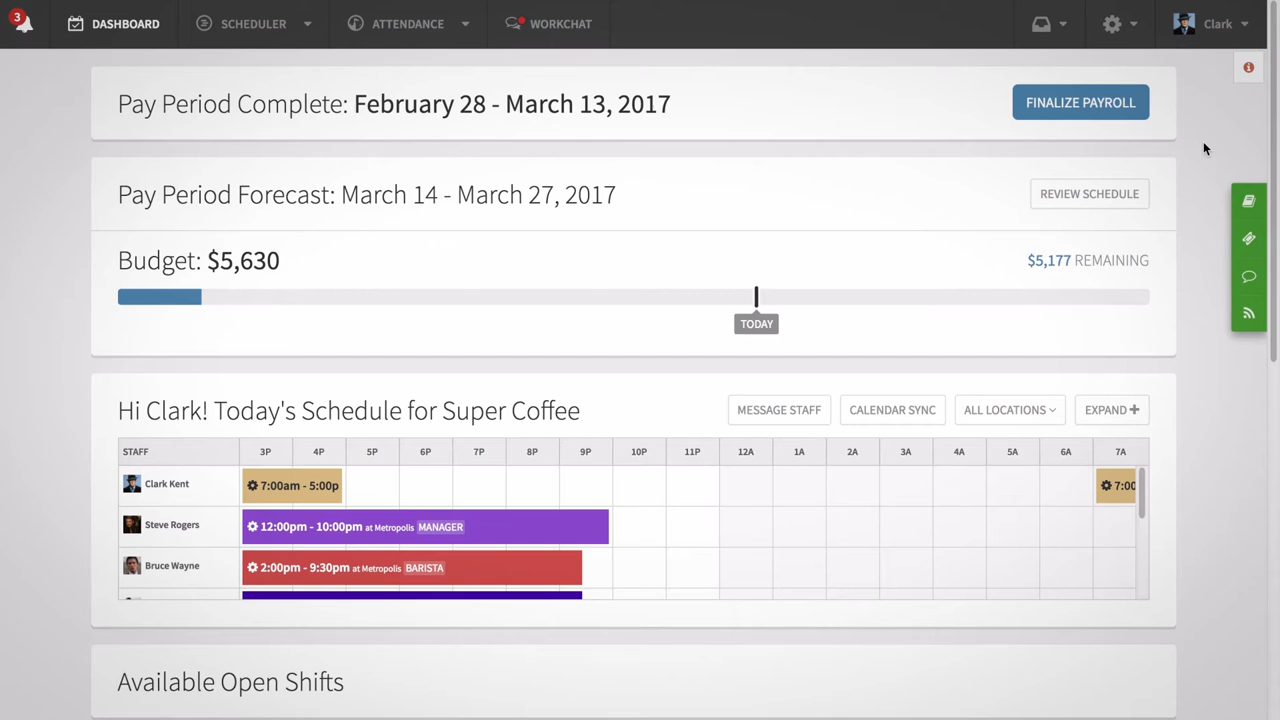 3
DASHBOARD
SCHEDULER
ATTENDANCE
WORKCHAT
Clark
Pay Period Complete: February 28 - March 13, 2017
FINALIZE PAYROLL
Pay Period Forecast: March 14 - March 27, 2017
REVIEW SCHEDULE
Budget: $5,630
$5,177 REMAINING
TODAY
Hi Clark! Today's Schedule for Super Coffee
MESSAGE STAFF
CALENDAR SYNC
ALL LOCATIONS
EXPAND
STAFF 3P 4P 5P 6P 7P 8P 9P 10P 11P 12A 1A 2A 3A 4A 5A 6A 7A
Clark Kent 7:00am - 5:00p 7:00
Steve Rogers 12:00pm - 10:00pm at Metropolis MANAGER
Bruce Wayne 2:00pm - 9:30pm at Metropolis BARISTA
Available Open Shifts